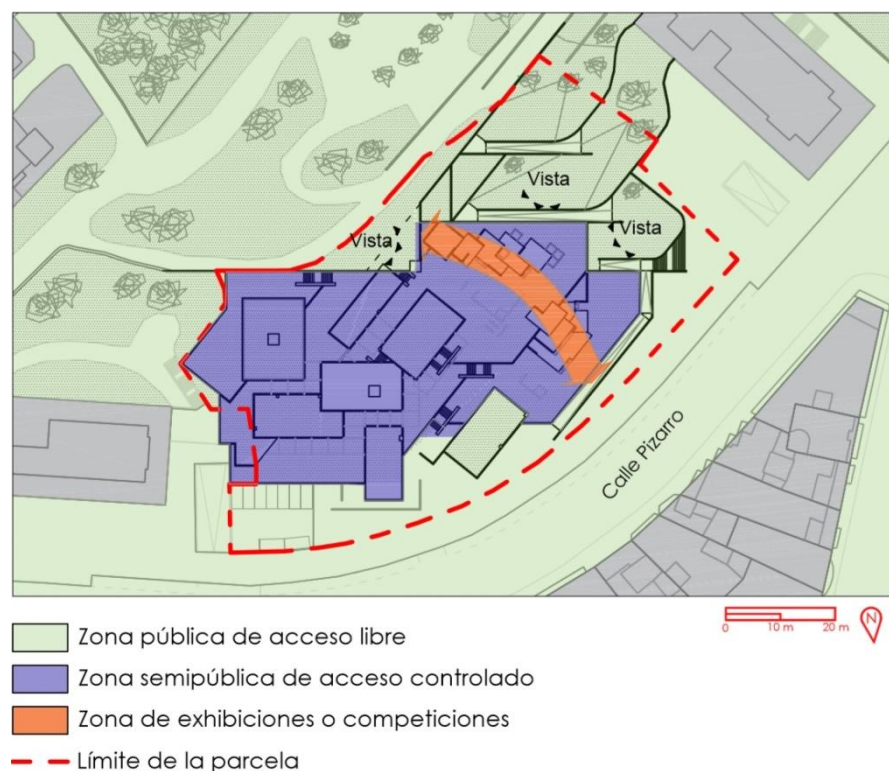 Vista
Vista
Vista
Calle Pizarro
0 10 m 20 m
N
Zona pública de acceso libre
Zona semipública de acceso controlado
Zona de exhibiciones o competiciones
Límite de la parcela